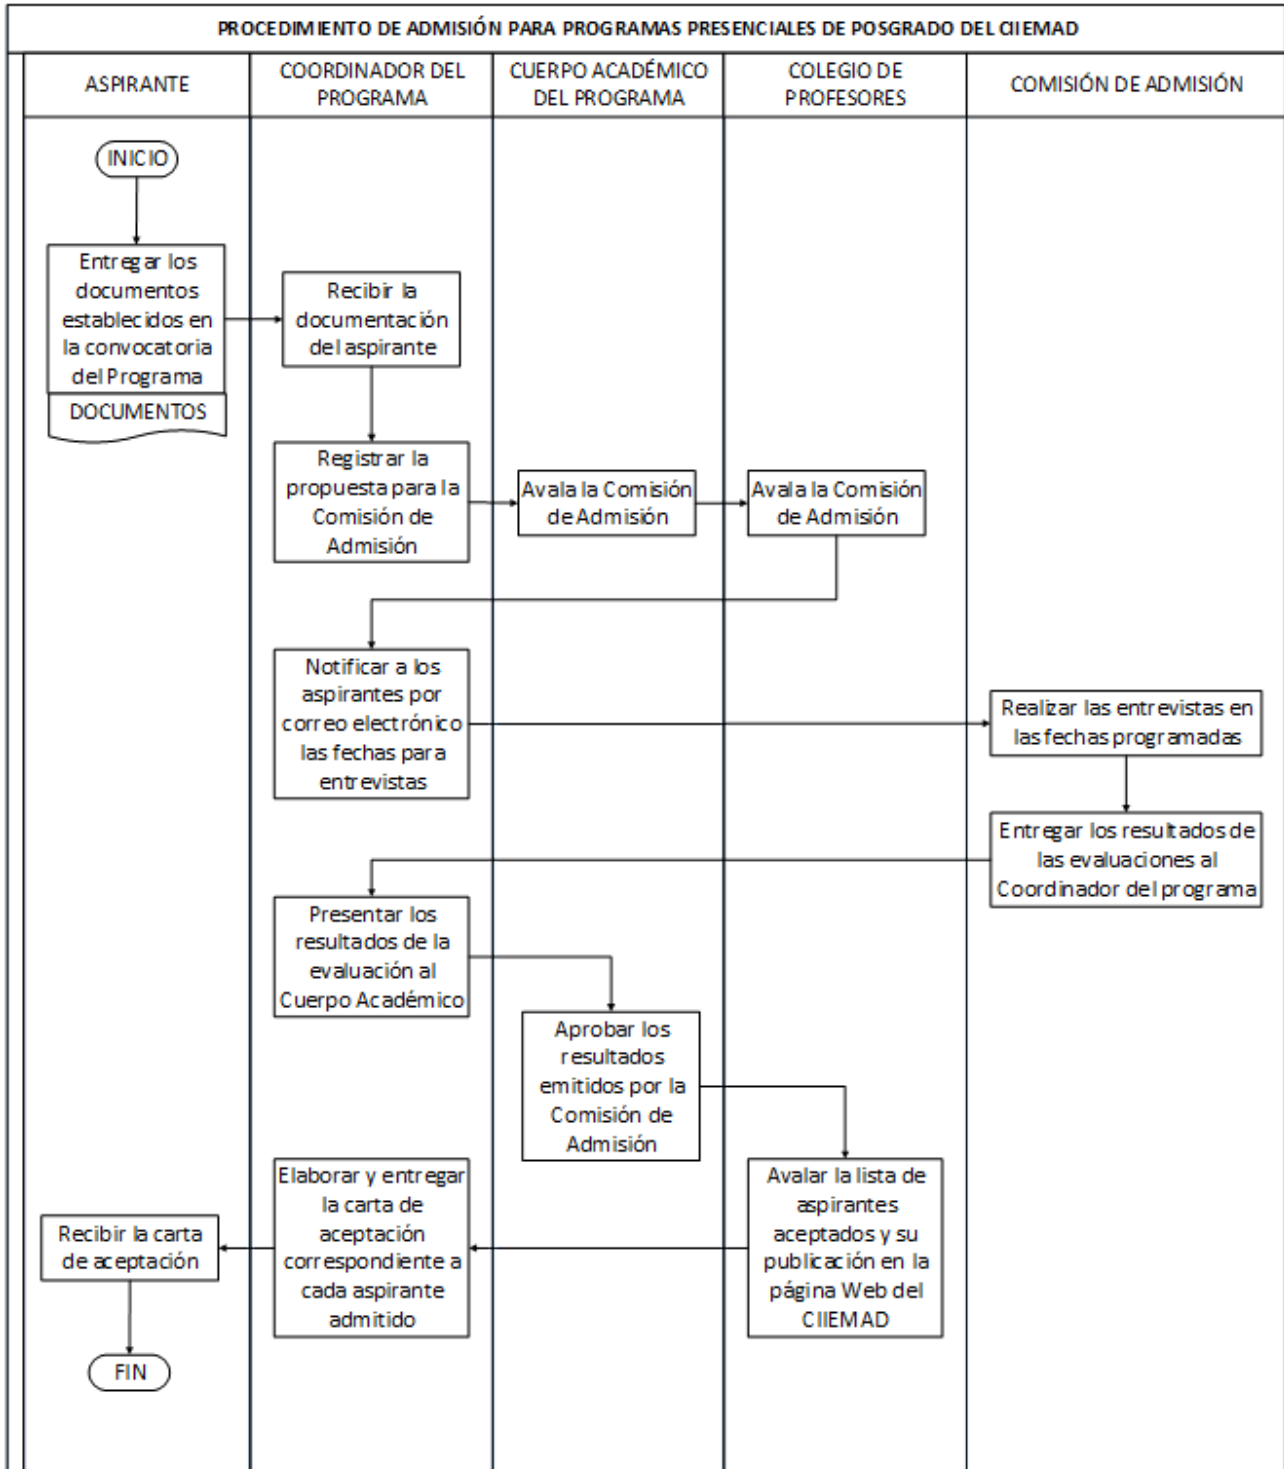 PROCEDIMIENTO DE ADMISIÓN PARA PROGRAMAS PRESENCIALES DE POSGRADO DEL CIIEMAD
ASPIRANTE
COORDINADOR DEL
PROGRAMA
CUERPO ACADÉMICO
DEL PROGRAMA
COLEGIO DE
PROFESORES
COMISIÓN DE ADMISIÓN
INICIO
Entregar los
documentos
establecidos en
la convocatoria
del Programa
DOCUMENTOS
Recibir la
documentación
del aspirante
Registrar la
propuesta para la
Comisión de
Admisión
Avala la Comisión
de Admisión
Avala la Comisión
de Admisión
Notificar a los
aspirantes por
correo electrónico
las fechas para
entrevistas
Realizar las entrevistas en
las fechas programadas
Entregar los resultados de
las evaluaciones al
Coordinador del programa
Presentar los
resultados de la
evaluación al
Cuerpo Académico
Aprobar los
resultados
emitidos por la
Comisión de
Admisión
Avalar la lista de
aspirantes
aceptados y su
publicación en la
página Web del
CIIEMAD
Elaborar y entregar
la carta de
aceptación
correspondiente a
cada aspirante
admitido
Recibir la carta
de aceptación
FIN